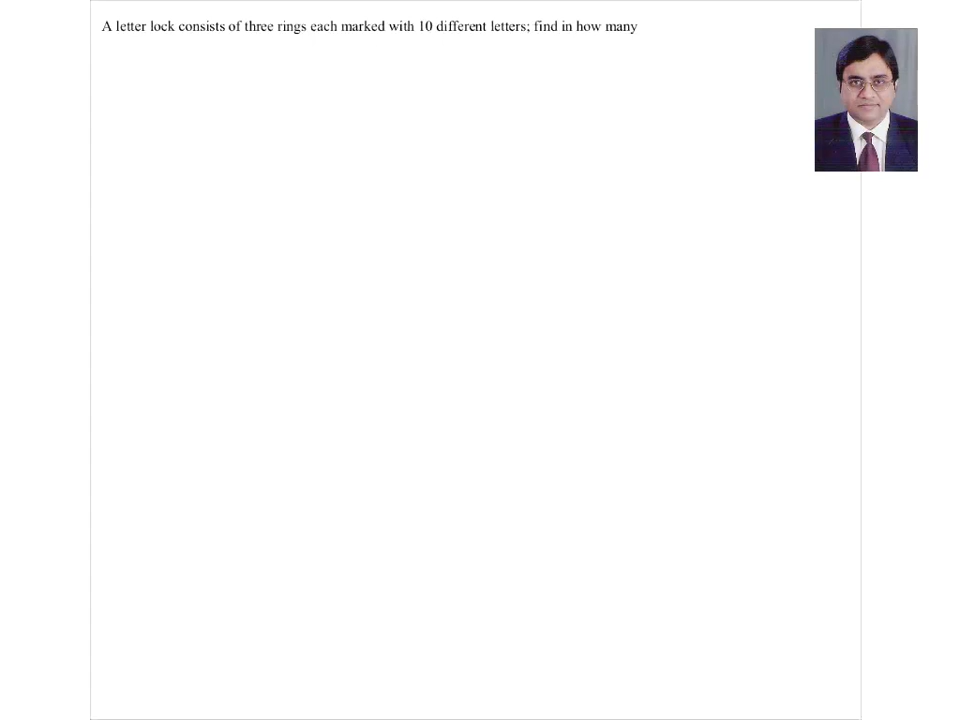 A letter lock consists of three rings each marked with 10 different letters; find in how many